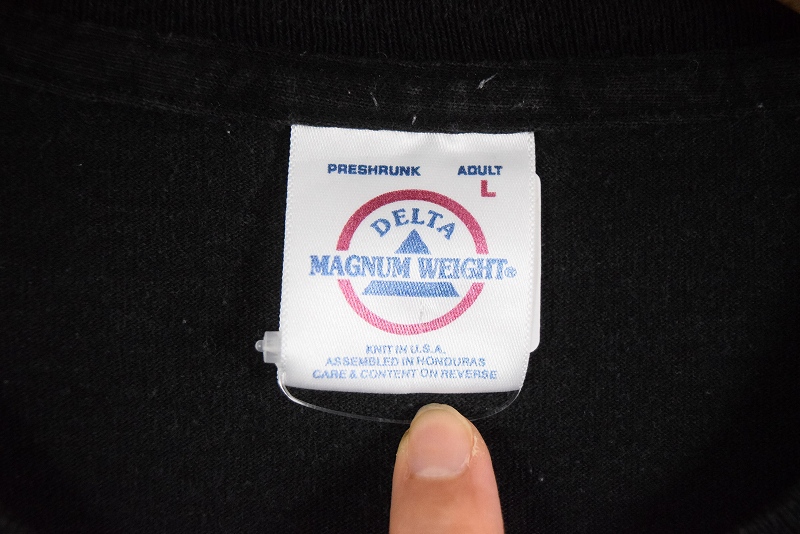 PRESHRUNK ADULT
L
DELTA
MAGNUM WEIGHT®
KNIT IN U.S.A.
ASSEMBLED IN HONDURAS
CARE & CONTENT ON REVERSE